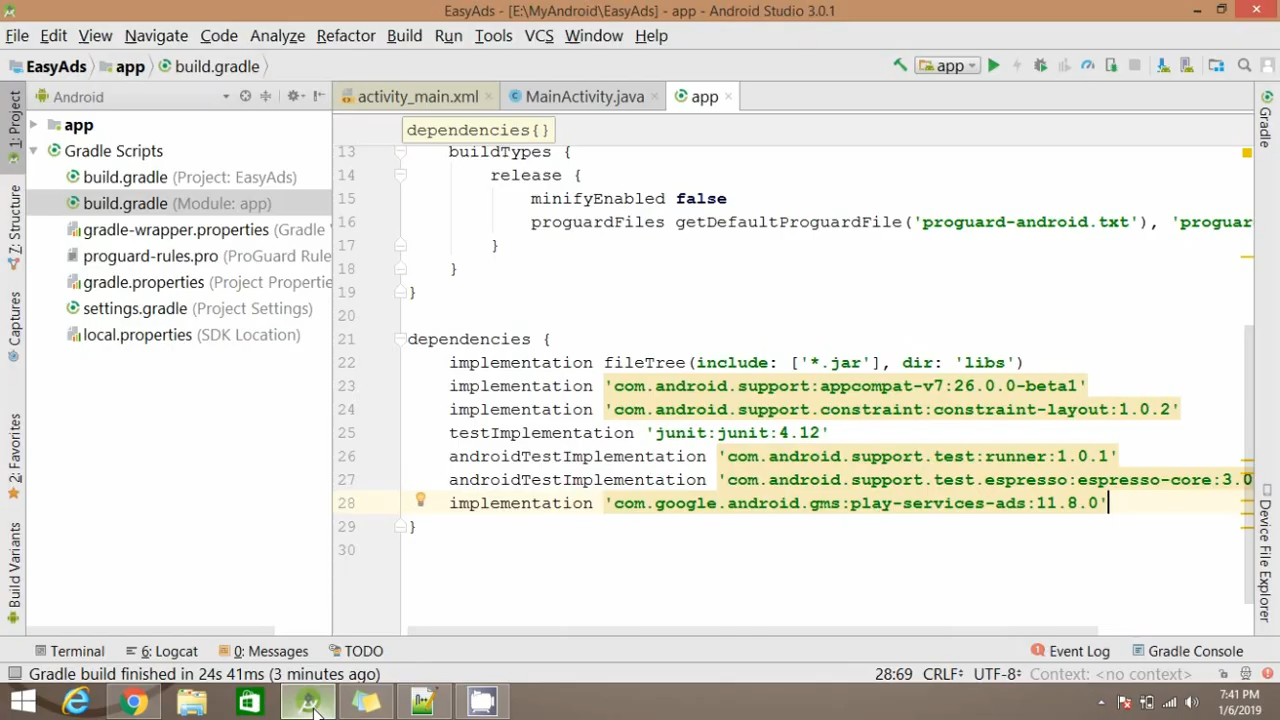 EasyAds - [E:\MyAndroid\EasyAds] - app - Android Studio 3.0.1
File Edit View Navigate Code Analyze Refactor Build Run Tools VCS Window Help
EasyAds app build.gradle app
1: Project
Z: Structure
Captures
2: Favorites
Build Variants
Android
app
Gradle Scripts
build.gradle (Project: EasyAds)
build.gradle (Module: app)
gradle-wrapper.properties (Gradle
proguard-rules.pro (ProGuard Rule
gradle.properties (Project Propertie
settings.gradle (Project Settings)
local.properties (SDK Location)
activity_main.xml MainActivity.java app
dependencies{}
13 buildTypes {
14 release {
15 minifyEnabled false
16 proguardFiles getDefaultProguardFile('proguard-android.txt'), 'proguar
17 }
18 }
19 }
20
21 dependencies {
22 implementation fileTree(include: ['*.jar'], dir: 'libs')
23 implementation 'com.android.support:appcompat-v7:26.0.0-beta1'
24 implementation 'com.android.support.constraint:constraint-layout:1.0.2'
25 testImplementation 'junit:junit:4.12'
26 androidTestImplementation 'com.android.support.test:runner:1.0.1'
27 androidTestImplementation 'com.android.support.test.espresso:espresso-core:3.0
28 implementation 'com.google.android.gms:play-services-ads:11.8.0'
29 }
30
Gradle
Device File Explorer
Terminal 6: Logcat 0: Messages TODO Event Log Gradle Console
Gradle build finished in 24s 41ms (3 minutes ago) 28:69 CRLF÷ UTF-8÷ Context: <no context>
7:41 PM
1/6/2019